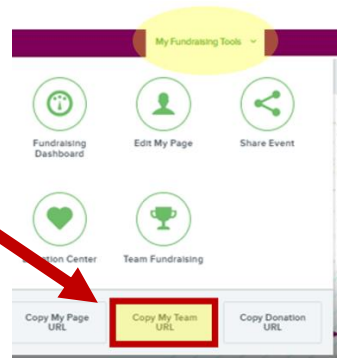 My Fundraising Tools
Fundraising
Dashboard
Edit My Page
Share Event
Donation Center
Team Fundraising
Copy My Page
URL
Copy My Team
URL
Copy Donation
URL